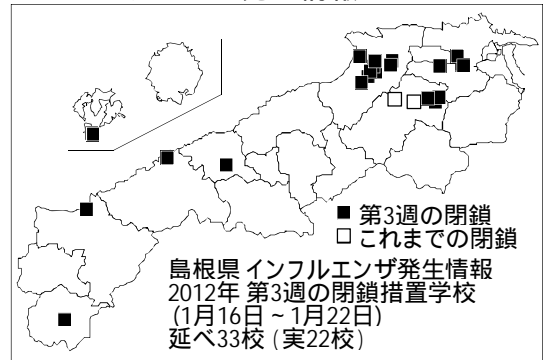 ■ 第3週の閉鎖
□ これまでの閉鎖
島根県 インフルエンザ発生情報
2012年 第3週の閉鎖措置学校
(1月16日 ~ 1月22日)
延べ33校 (実22校)